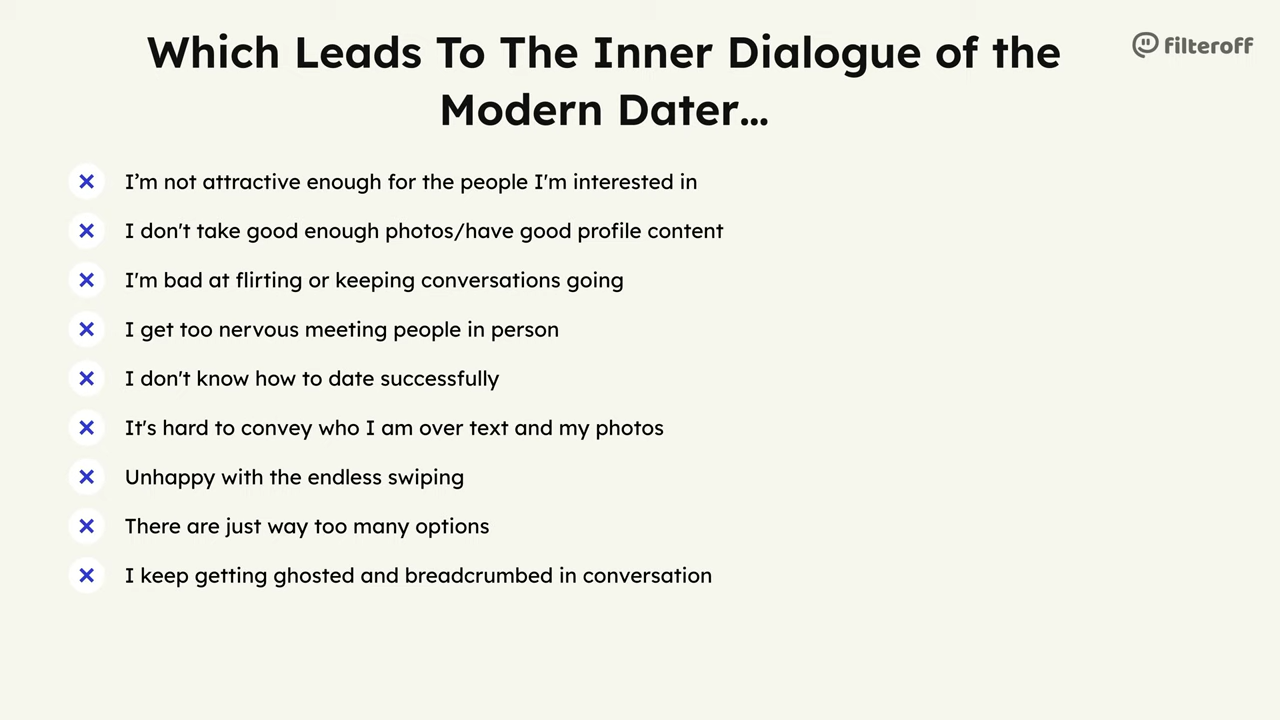 Which Leads To The Inner Dialogue of the
Modern Dater...
filteroff
I’m not attractive enough for the people I'm interested in
I don't take good enough photos/have good profile content
I'm bad at flirting or keeping conversations going
I get too nervous meeting people in person
I don't know how to date successfully
It's hard to convey who I am over text and my photos
Unhappy with the endless swiping
There are just way too many options
I keep getting ghosted and breadcrumbed in conversation